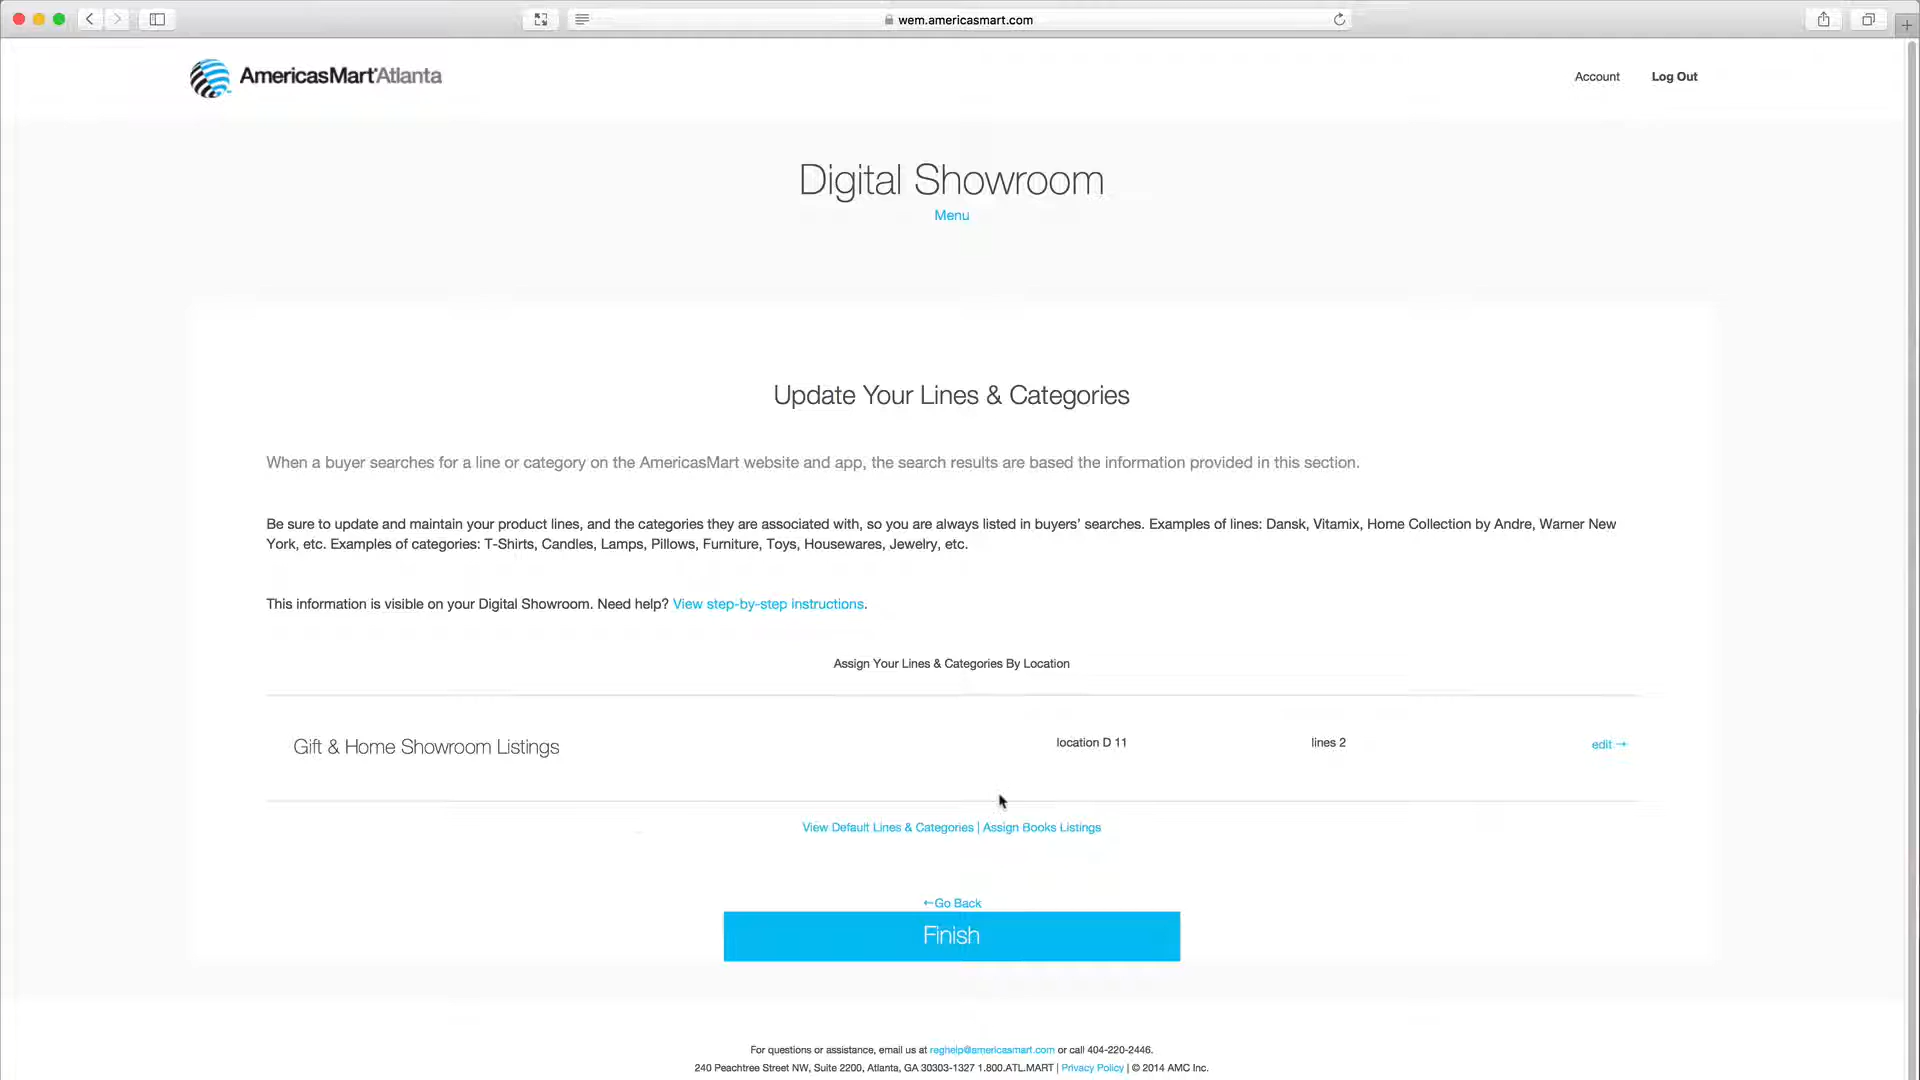 wem.americasmart.com
AmericasMart®Atlanta
Account
Log Out
Digital Showroom
Menu
Update Your Lines & Categories
When a buyer searches for a line or category on the AmericasMart website and app, the search results are based the information provided in this section.
Be sure to update and maintain your product lines, and the categories they are associated with, so you are always listed in buyers’ searches. Examples of lines: Dansk, Vitamix, Home Collection by Andre, Warner New
York, etc. Examples of categories: T-Shirts, Candles, Lamps, Pillows, Furniture, Toys, Housewares, Jewelry, etc.
This information is visible on your Digital Showroom. Need help? View step-by-step instructions.
Assign Your Lines & Categories By Location
Gift & Home Showroom Listings
location D 11
lines 2
edit →
View Default Lines & Categories | Assign Books Listings
←Go Back
Finish
For questions or assistance, email us at reghelp@americasmart.com or call 404-220-2446.
240 Peachtree Street NW, Suite 2200, Atlanta, GA 30303-1327 1.800.ATL.MART | Privacy Policy | © 2014 AMC Inc.